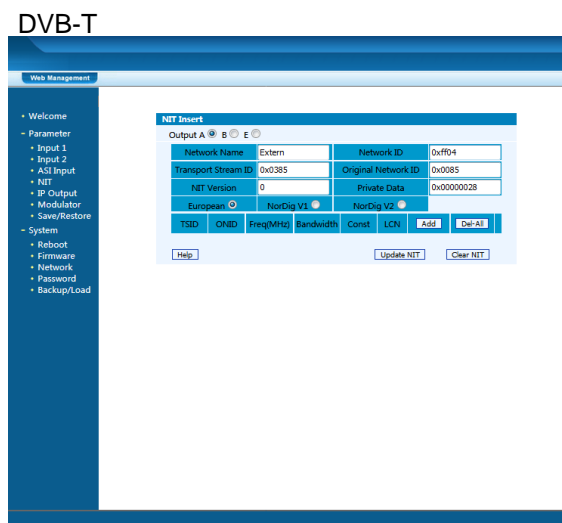 DVB-T
Web Management
Welcome
Parameter
Input 1
Input 2
ASI Input
NIT
IP Output
Modulator
Save/Restore
System
Reboot
Firmware
Network
Password
Backup/Load
NIT Insert
Output A B E
Network Name Extern Network ID 0xff04
Transport Stream ID 0x0385 Original Network ID 0x0085
NIT Version 0 Private Data 0x00000028
European NorDig V1 NorDig V2
TSID ONID Freq(MHz) Bandwidth Const LCN Add Del-All
Help Update NIT Clear NIT